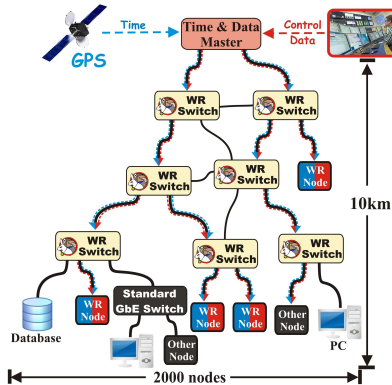 Time
Time & Data
Master
Control
Data
GPS
WR
Switch
WR
Switch
WR
Switch
WR
Switch
WR
Node
10km
WR
Switch
WR
Switch
WR
Switch
Database
WR
Node
Standard
GbE Switch
Other
Node
WR
Node
WR
Node
Other
Node
PC
2000 nodes